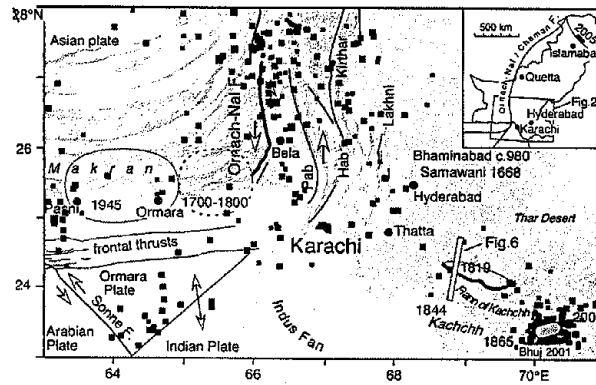 28°N
Asian plate
26
Makran
Pasni
1945
Ormara
1700-1800
frontal thrusts
24
Ormara
Plate
Sonne F.
Arabian
Plate
Indian Plate
Ornach-Nal F.
Bela
Pab
Hab
Kirthar
Lakhni
Karachi
Indus Fan
Bhaminabad c.980
Samawani 1668
Hyderabad
Thatta
Thar Desert
Fig.6
1819
Rann of Kachchh
1844
Kachchh
1865
Bhuj 2001
64
66
68
70°E
500 km
Ornach-Nal / Chaman F.
2005
Islamabad
Quetta
Fig.2
Hyderabad
Karachi